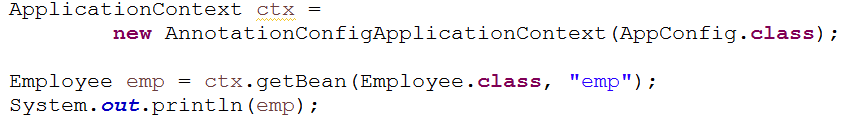 ApplicationContext ctx =
new AnnotationConfigApplicationContext(AppConfig.class);
Employee emp = ctx.getBean(Employee.class, "emp");
System.out.println(emp);